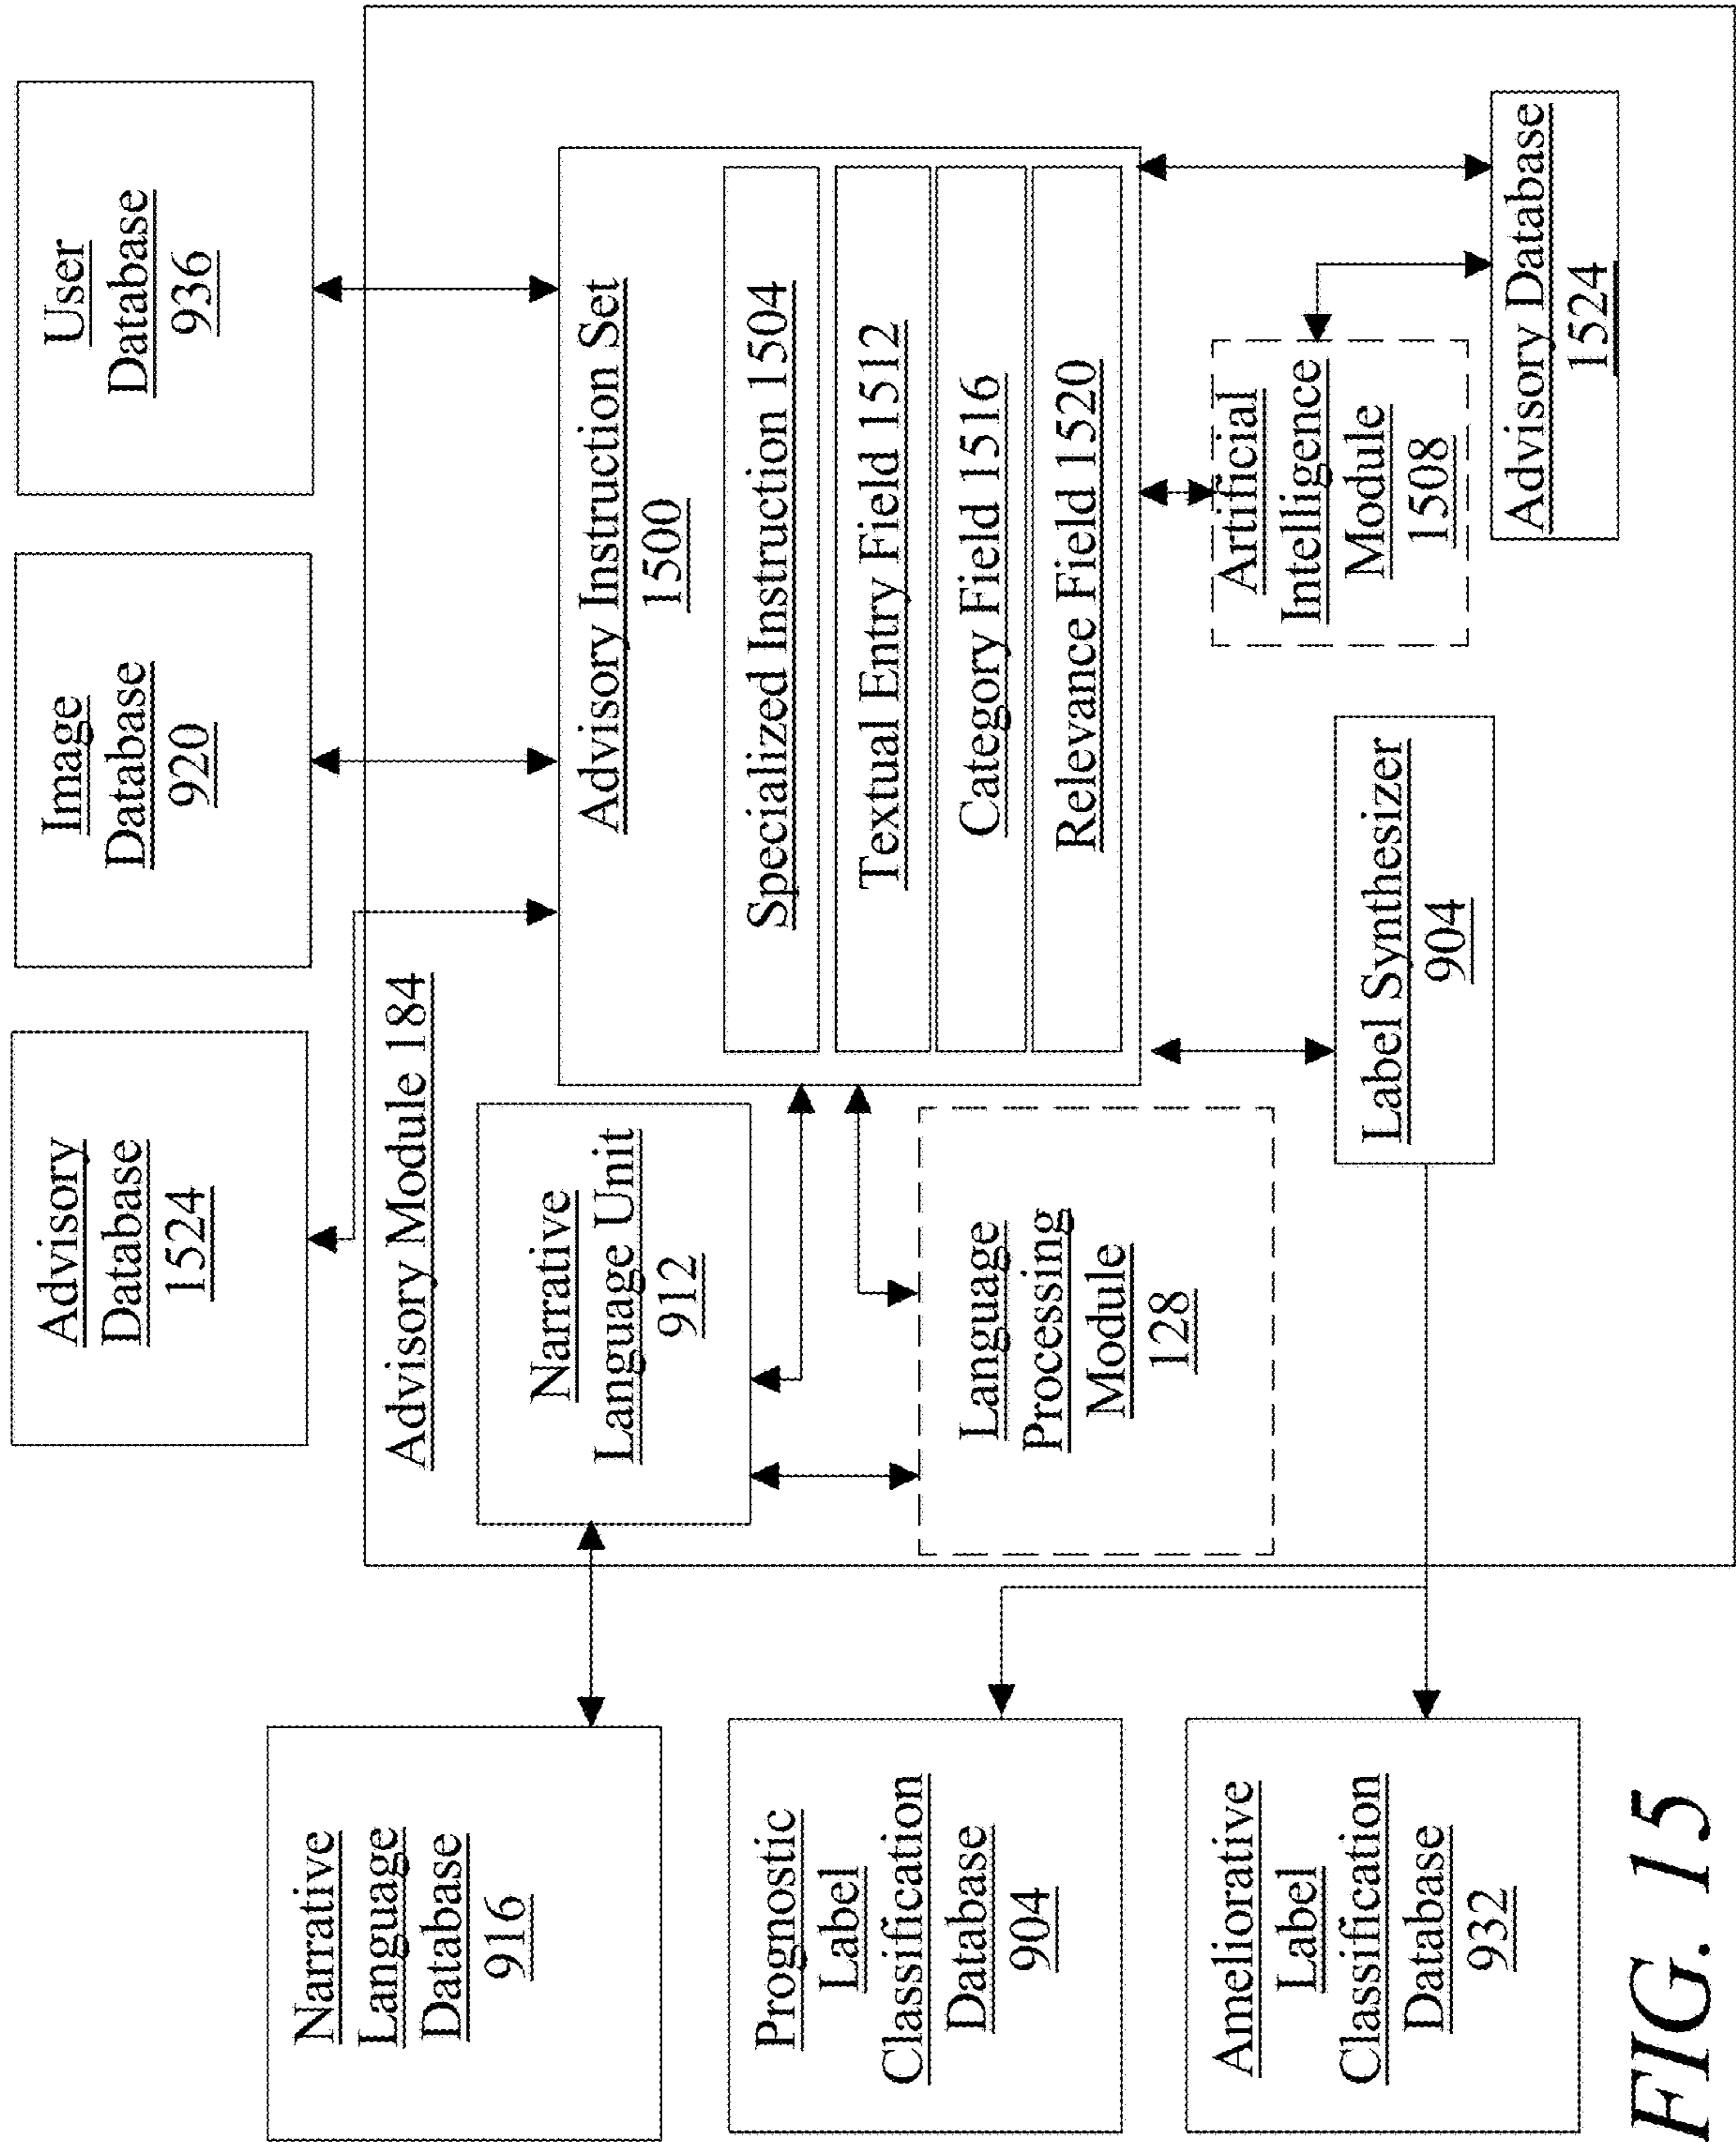 Advisory
Database
1524
Image
Database
920
User
Database
936
Advisory Module 184
Narrative
Language
Database
916
Narrative
Language Unit
912
Advisory Instruction Set
1500
Specialized Instruction 1504
Textual Entry Field 1512
Category Field 1516
Relevance Field 1520
Prognostic
Label
Classification
Database
904
Language
Processing
Module
128
Artificial
Intelligence
Module
1508
Ameliorative
Label
Classification
Database
932
Label Synthesizer
904
Advisory Database
1524
FIG. 15